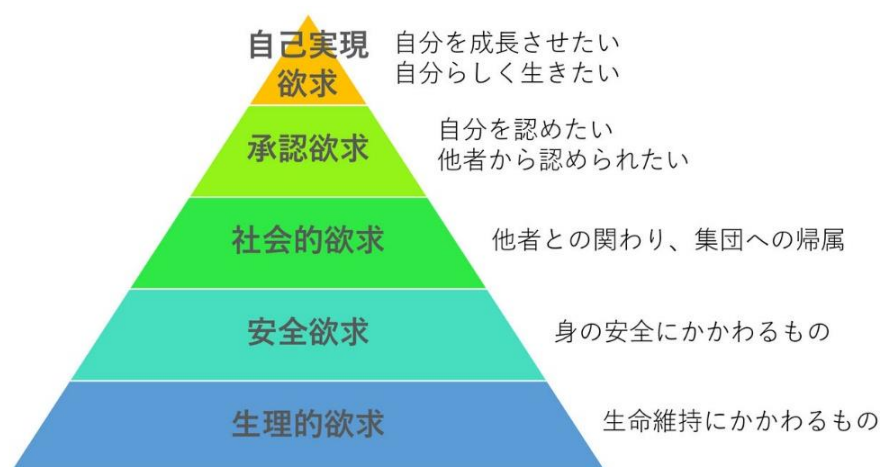 自己実現
欲求
自分を成長させたい
自分らしく生きたい
承認欲求
自分を認めたい
他者から認められたい
社会的欲求
他者との関わり、集団への帰属
安全欲求
身の安全にかかわるもの
生理的欲求
生命維持にかかわるもの